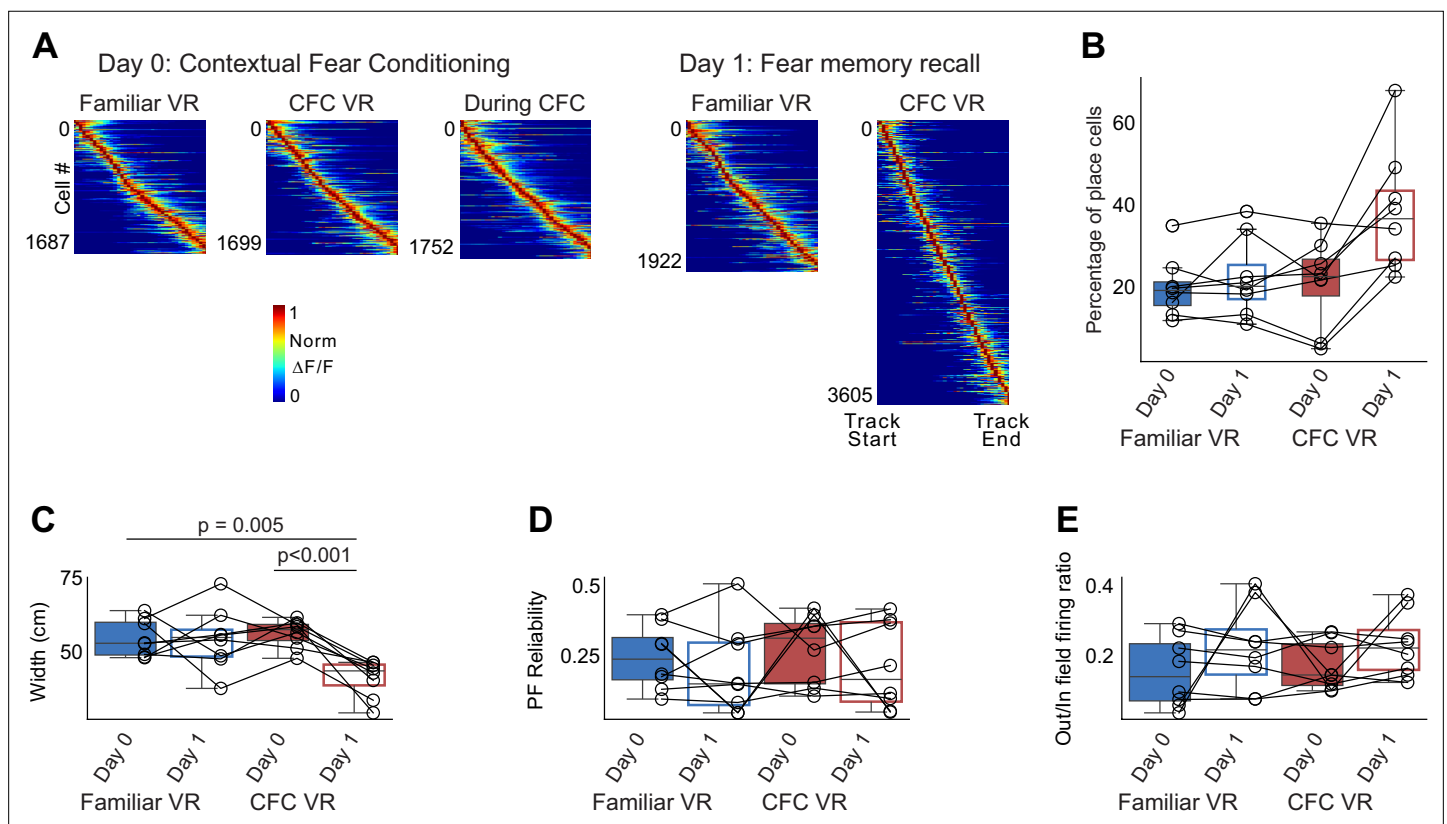 A
Day 0: Contextual Fear Conditioning
Day 1: Fear memory recall
Familiar VR
CFC VR
During CFC
Familiar VR
CFC VR
0
0
0
0
0
Cell #
1687
1699
1752
1922
3605
1
Norm
ΔF/F
0
Track
Start
Track
End
B
Percentage of place cells
60
40
20
Day 0
Day 1
Day 0
Day 1
Familiar VR
CFC VR
C
p = 0.005
p<0.001
Width (cm)
75
50
Day 0
Day 1
Day 0
Day 1
Familiar VR
CFC VR
D
PF Reliability
0.5
0.25
Day 0
Day 1
Day 0
Day 1
Familiar VR
CFC VR
E
Out/In field firing ratio
0.4
0.2
Day 0
Day 1
Day 0
Day 1
Familiar VR
CFC VR